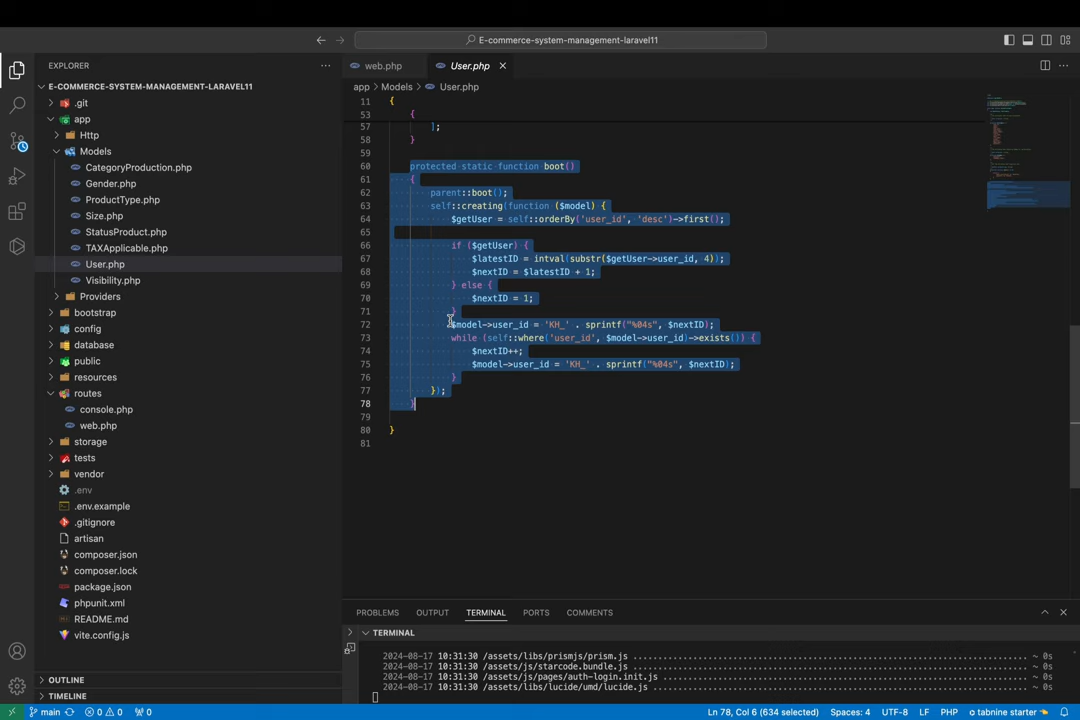 E-commerce-system-management-laravel11
EXPLORER
E-COMMERCE-SYSTEM-MANAGEMENT-LARAVEL11
.git
app
Http
Models
CategoryProduction.php
Gender.php
ProductType.php
Size.php
StatusProduct.php
TAXApplicable.php
User.php
Visibility.php
Providers
bootstrap
config
database
public
resources
routes
console.php
web.php
storage
tests
vendor
.env
.env.example
.gitignore
artisan
composer.json
composer.lock
package.json
phpunit.xml
README.md
vite.config.js
OUTLINE
TIMELINE
web.php User.php
app > Models > User.php
11 {
53 {
57 ];
58 }
59
60 protected static function boot()
61 {
62 parent::boot();
63 self::creating(function ($model) {
64 $getUser = self::orderBy('user_id', 'desc')->first();
65
66 if ($getUser) {
67 $latestID = intval(substr($getUser->user_id, 4));
68 $nextID = $latestID + 1;
69 } else {
70 $nextID = 1;
71 }
72 $model->user_id = 'KH_' . sprintf("%04s", $nextID);
73 while (self::where('user_id', $model->user_id)->exists()) {
74 $nextID++;
75 $model->user_id = 'KH_' . sprintf("%04s", $nextID);
76 }
77 });
78 }
79
80 }
81
PROBLEMS OUTPUT TERMINAL PORTS COMMENTS
TERMINAL
2024-08-17 10:31:30 /assets/libs/prismjs/prism.js ~ 0s
2024-08-17 10:31:30 /assets/js/starcode.bundle.js ~ 0s
2024-08-17 10:31:30 /assets/js/pages/auth-login.init.js ~ 0s
2024-08-17 10:31:30 /assets/libs/lucide/umd/lucide.js ~ 0s
main 0 0 0 Ln 78, Col 6 (634 selected) Spaces: 4 UTF-8 LF PHP tabnine starter